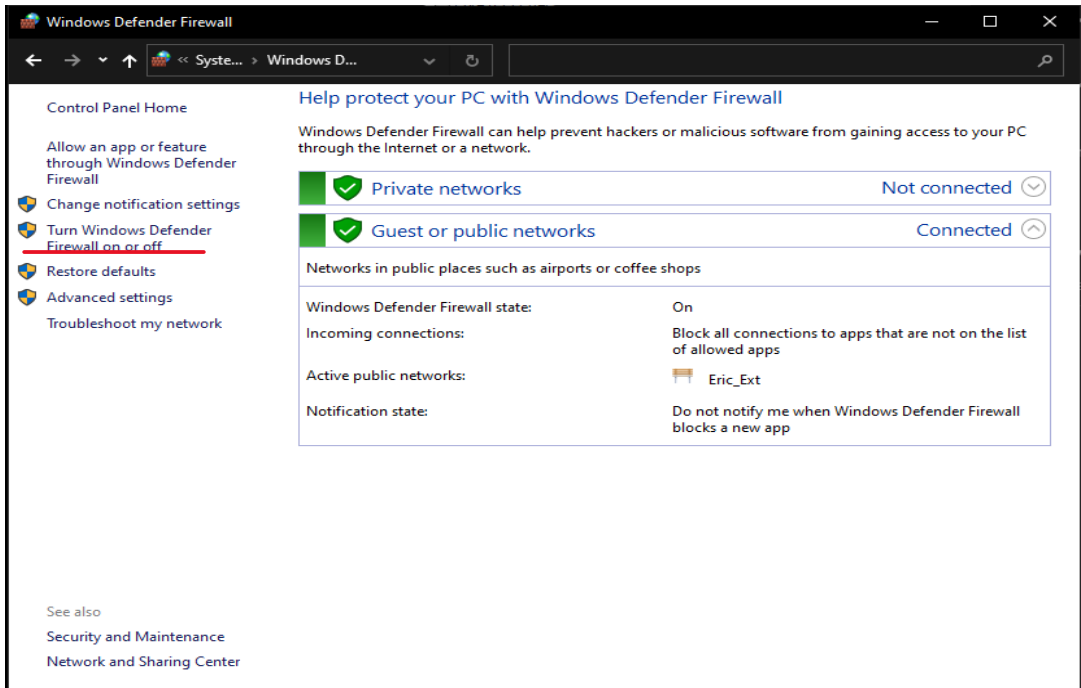 Windows Defender Firewall
« Syste... › Windows D...
Control Panel Home
Allow an app or feature
through Windows Defender
Firewall
Change notification settings
Turn Windows Defender
Firewall on or off
Restore defaults
Advanced settings
Troubleshoot my network
See also
Security and Maintenance
Network and Sharing Center
Help protect your PC with Windows Defender Firewall
Windows Defender Firewall can help prevent hackers or malicious software from gaining access to your PC
through the Internet or a network.
Private networks Not connected
Guest or public networks Connected
Networks in public places such as airports or coffee shops
Windows Defender Firewall state: On
Incoming connections: Block all connections to apps that are not on the list
of allowed apps
Active public networks: Eric_Ext
Notification state: Do not notify me when Windows Defender Firewall
blocks a new app